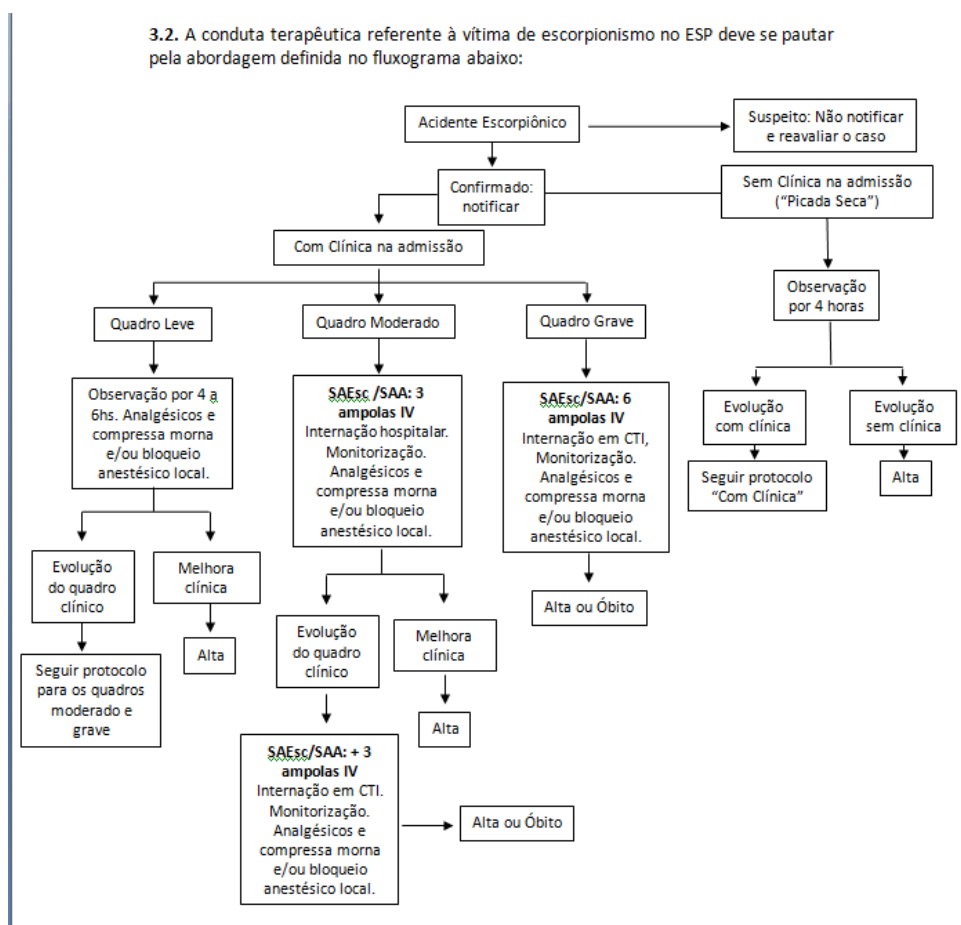 3.2. A conduta terapêutica referente à vítima de escorpionismo no ESP deve se pautar
pela abordagem definida no fluxograma abaixo:
Acidente Escorpiônico
Suspeito: Não notificar
e reavaliar o caso
Confirmado:
notificar
Sem Clínica na admissão
(“Picada Seca”)
Com Clínica na admissão
Observação
por 4 horas
Quadro Leve
Quadro Moderado
Quadro Grave
Observação por 4 a
6hs. Analgésicos e
compressa morna
e/ou bloqueio
anestésico local.
SAEsc /SAA: 3
ampolas IV
Internação hospitalar.
Monitorização.
Analgésicos e
compressa morna
e/ou bloqueio
anestésico local.
SAEsc/SAA: 6
ampolas IV
Internação em CTI,
Monitorização.
Analgésicos e
compressa morna
e/ou bloqueio
anestésico local.
Evolução
com clínica
Evolução
sem clínica
Seguir protocolo
“Com Clínica”
Alta
Evolução
do quadro
clínico
Melhora
clínica
Seguir protocolo
para os quadros
moderado e
grave
Alta
Evolução
do quadro
clínico
Melhora
clínica
Alta
Alta ou Óbito
SAEsc/SAA: + 3
ampolas IV
Internação em CTI.
Monitorização.
Analgésicos e
compressa morna
e/ou bloqueio
anestésico local.
Alta ou Óbito